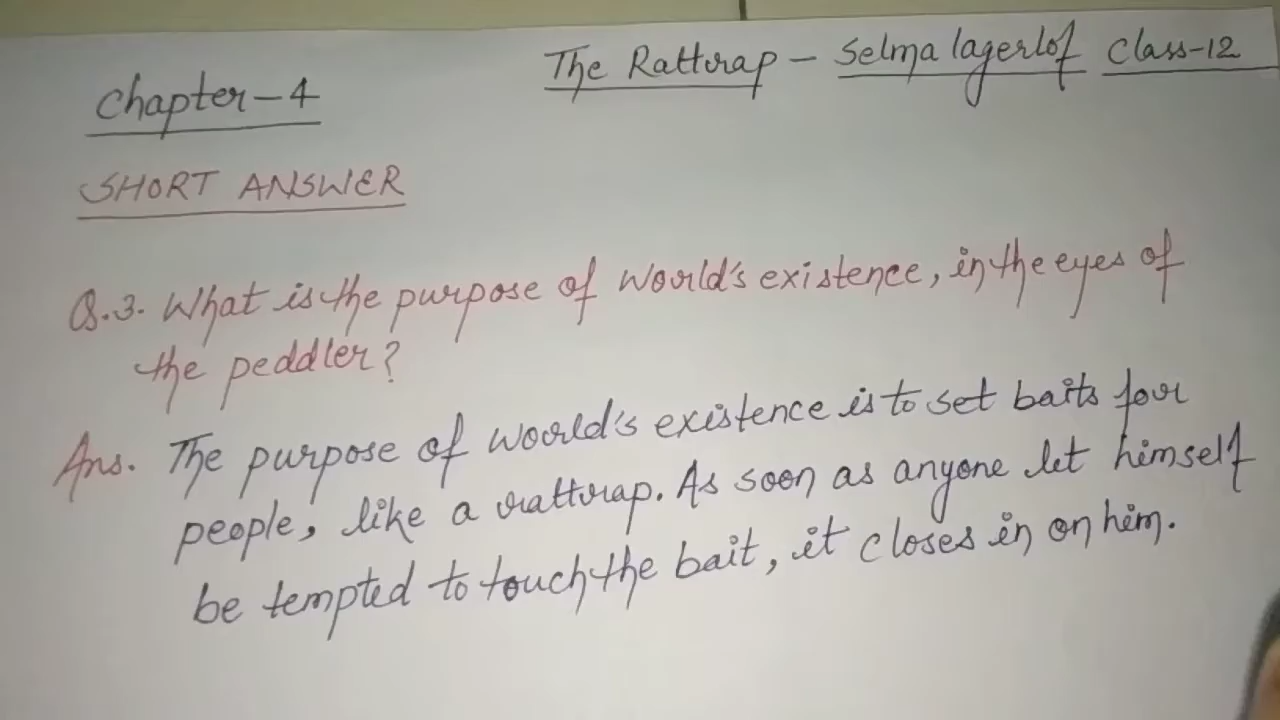 The Rattrap - Selma lagerlof Class-12
Chapter-4
SHORT ANSWER
Q.3. What is the purpose of World's existence, in the eyes of
the peddler?
Ans. The purpose of world's existence is to set baits for
people, like a rattrap. As soon as anyone let himself
be tempted to touch the bait, it closes in on him.